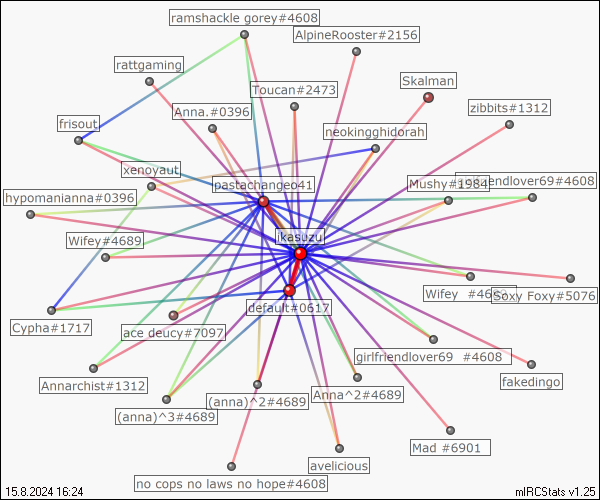 ramshackle gorey#4608
AlpineRooster#2156
rattgaming
Skalman
Toucan#2473
zibbits#1312
Anna.#0396
frisout
neokingghidorah
xenoyaut
pastachangeo41
Mushy#1984
endlover69#4608
hypomanianna#0396
ikasuzu
Wifey#4689
Wifey #46
Soxy Foxy#5076
default#0617
Cypha#1717
ace deucy#7097
girlfriendlover69 #4608
Annarchist#1312
fakedingo
(anna)^2#4689
Anna^2#4689
(anna)^3#4689
Mad #6901
avelicious
no cops no laws no hope#4608
15.8.2024 16:24
mIRCStats v1.25